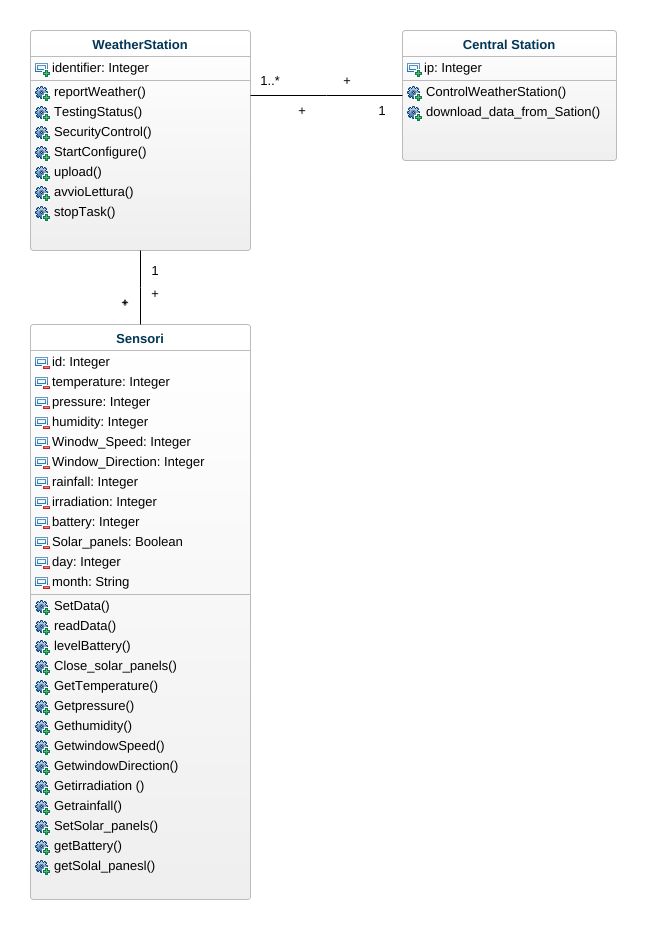 WeatherStation
identifier: Integer
reportWeather()
TestingStatus()
SecurityControl()
StartConfigure()
upload()
avvioLettura()
stopTask()
1..*
+
+
1
Central Station
ip: Integer
ControlWeatherStation()
download_data_from_Sation()
1
+
*
Sensori
id: Integer
temperature: Integer
pressure: Integer
humidity: Integer
Winodw_Speed: Integer
Window_Direction: Integer
rainfall: Integer
irradiation: Integer
battery: Integer
Solar_panels: Boolean
day: Integer
month: String
SetData()
readData()
levelBattery()
Close_solar_panels()
GetTemperature()
Getpressure()
Gethumidity()
GetwindowSpeed()
GetwindowDirection()
Getirradiation ()
Getrainfall()
SetSolar_panels()
getBattery()
getSolal_panesl()